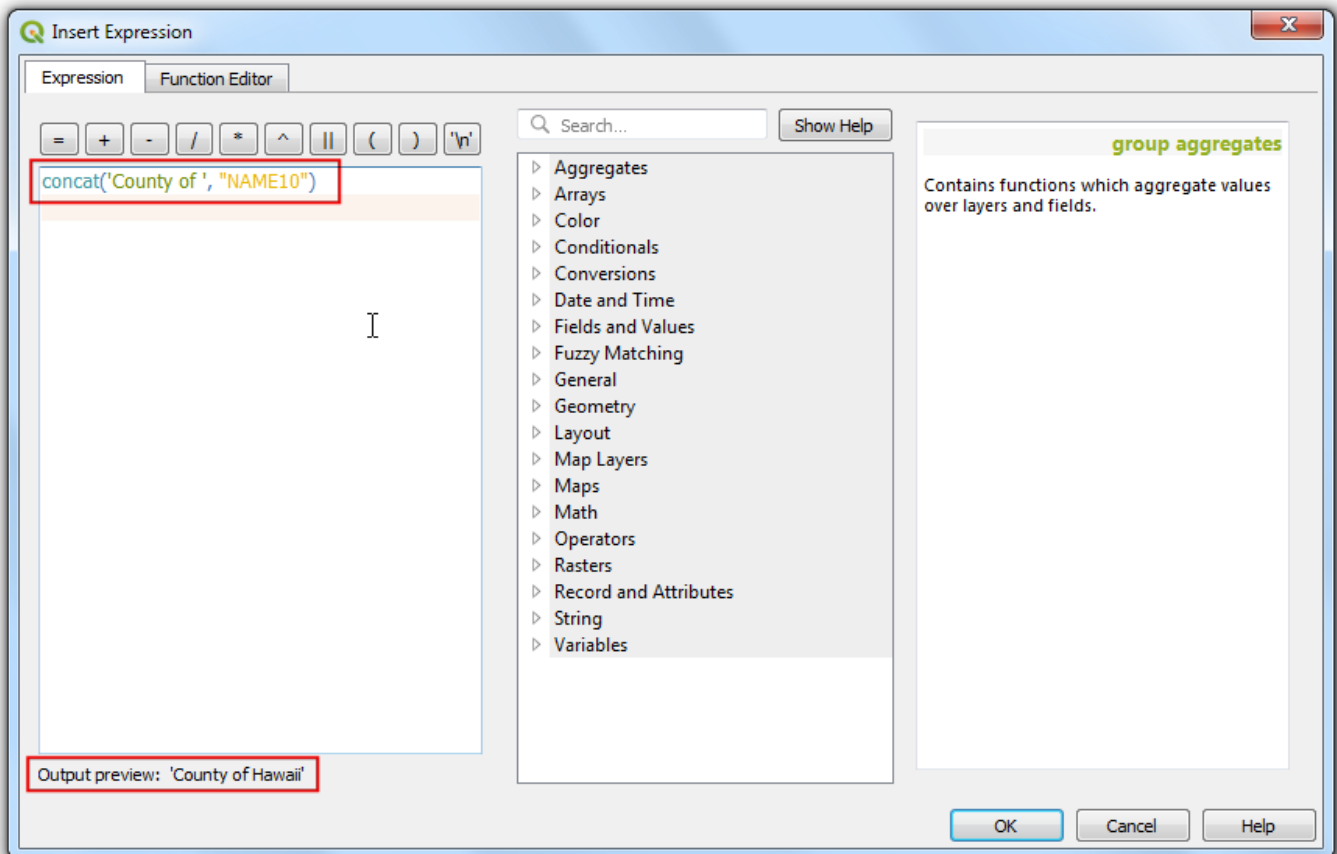 Insert Expression
Expression
Function Editor
= + - / * ^ || ( ) '\n'
concat('County of ', "NAME10")
Output preview: 'County of Hawaii'
Search...
Show Help
Aggregates
Arrays
Color
Conditionals
Conversions
Date and Time
Fields and Values
Fuzzy Matching
General
Geometry
Layout
Map Layers
Maps
Math
Operators
Rasters
Record and Attributes
String
Variables
group aggregates
Contains functions which aggregate values
over layers and fields.
OK
Cancel
Help